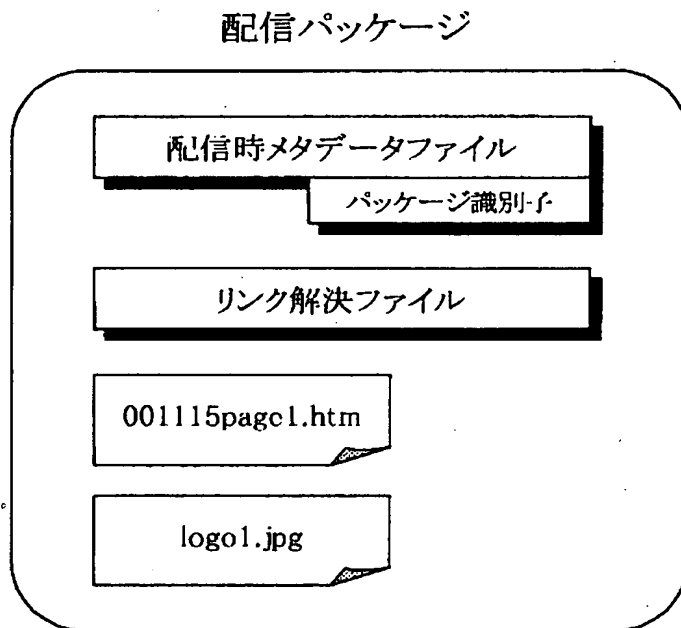 配信パッケージ
配信時メタデータファイル
パッケージ識別子
リンク解決ファイル
001115page1.htm
logo1.jpg